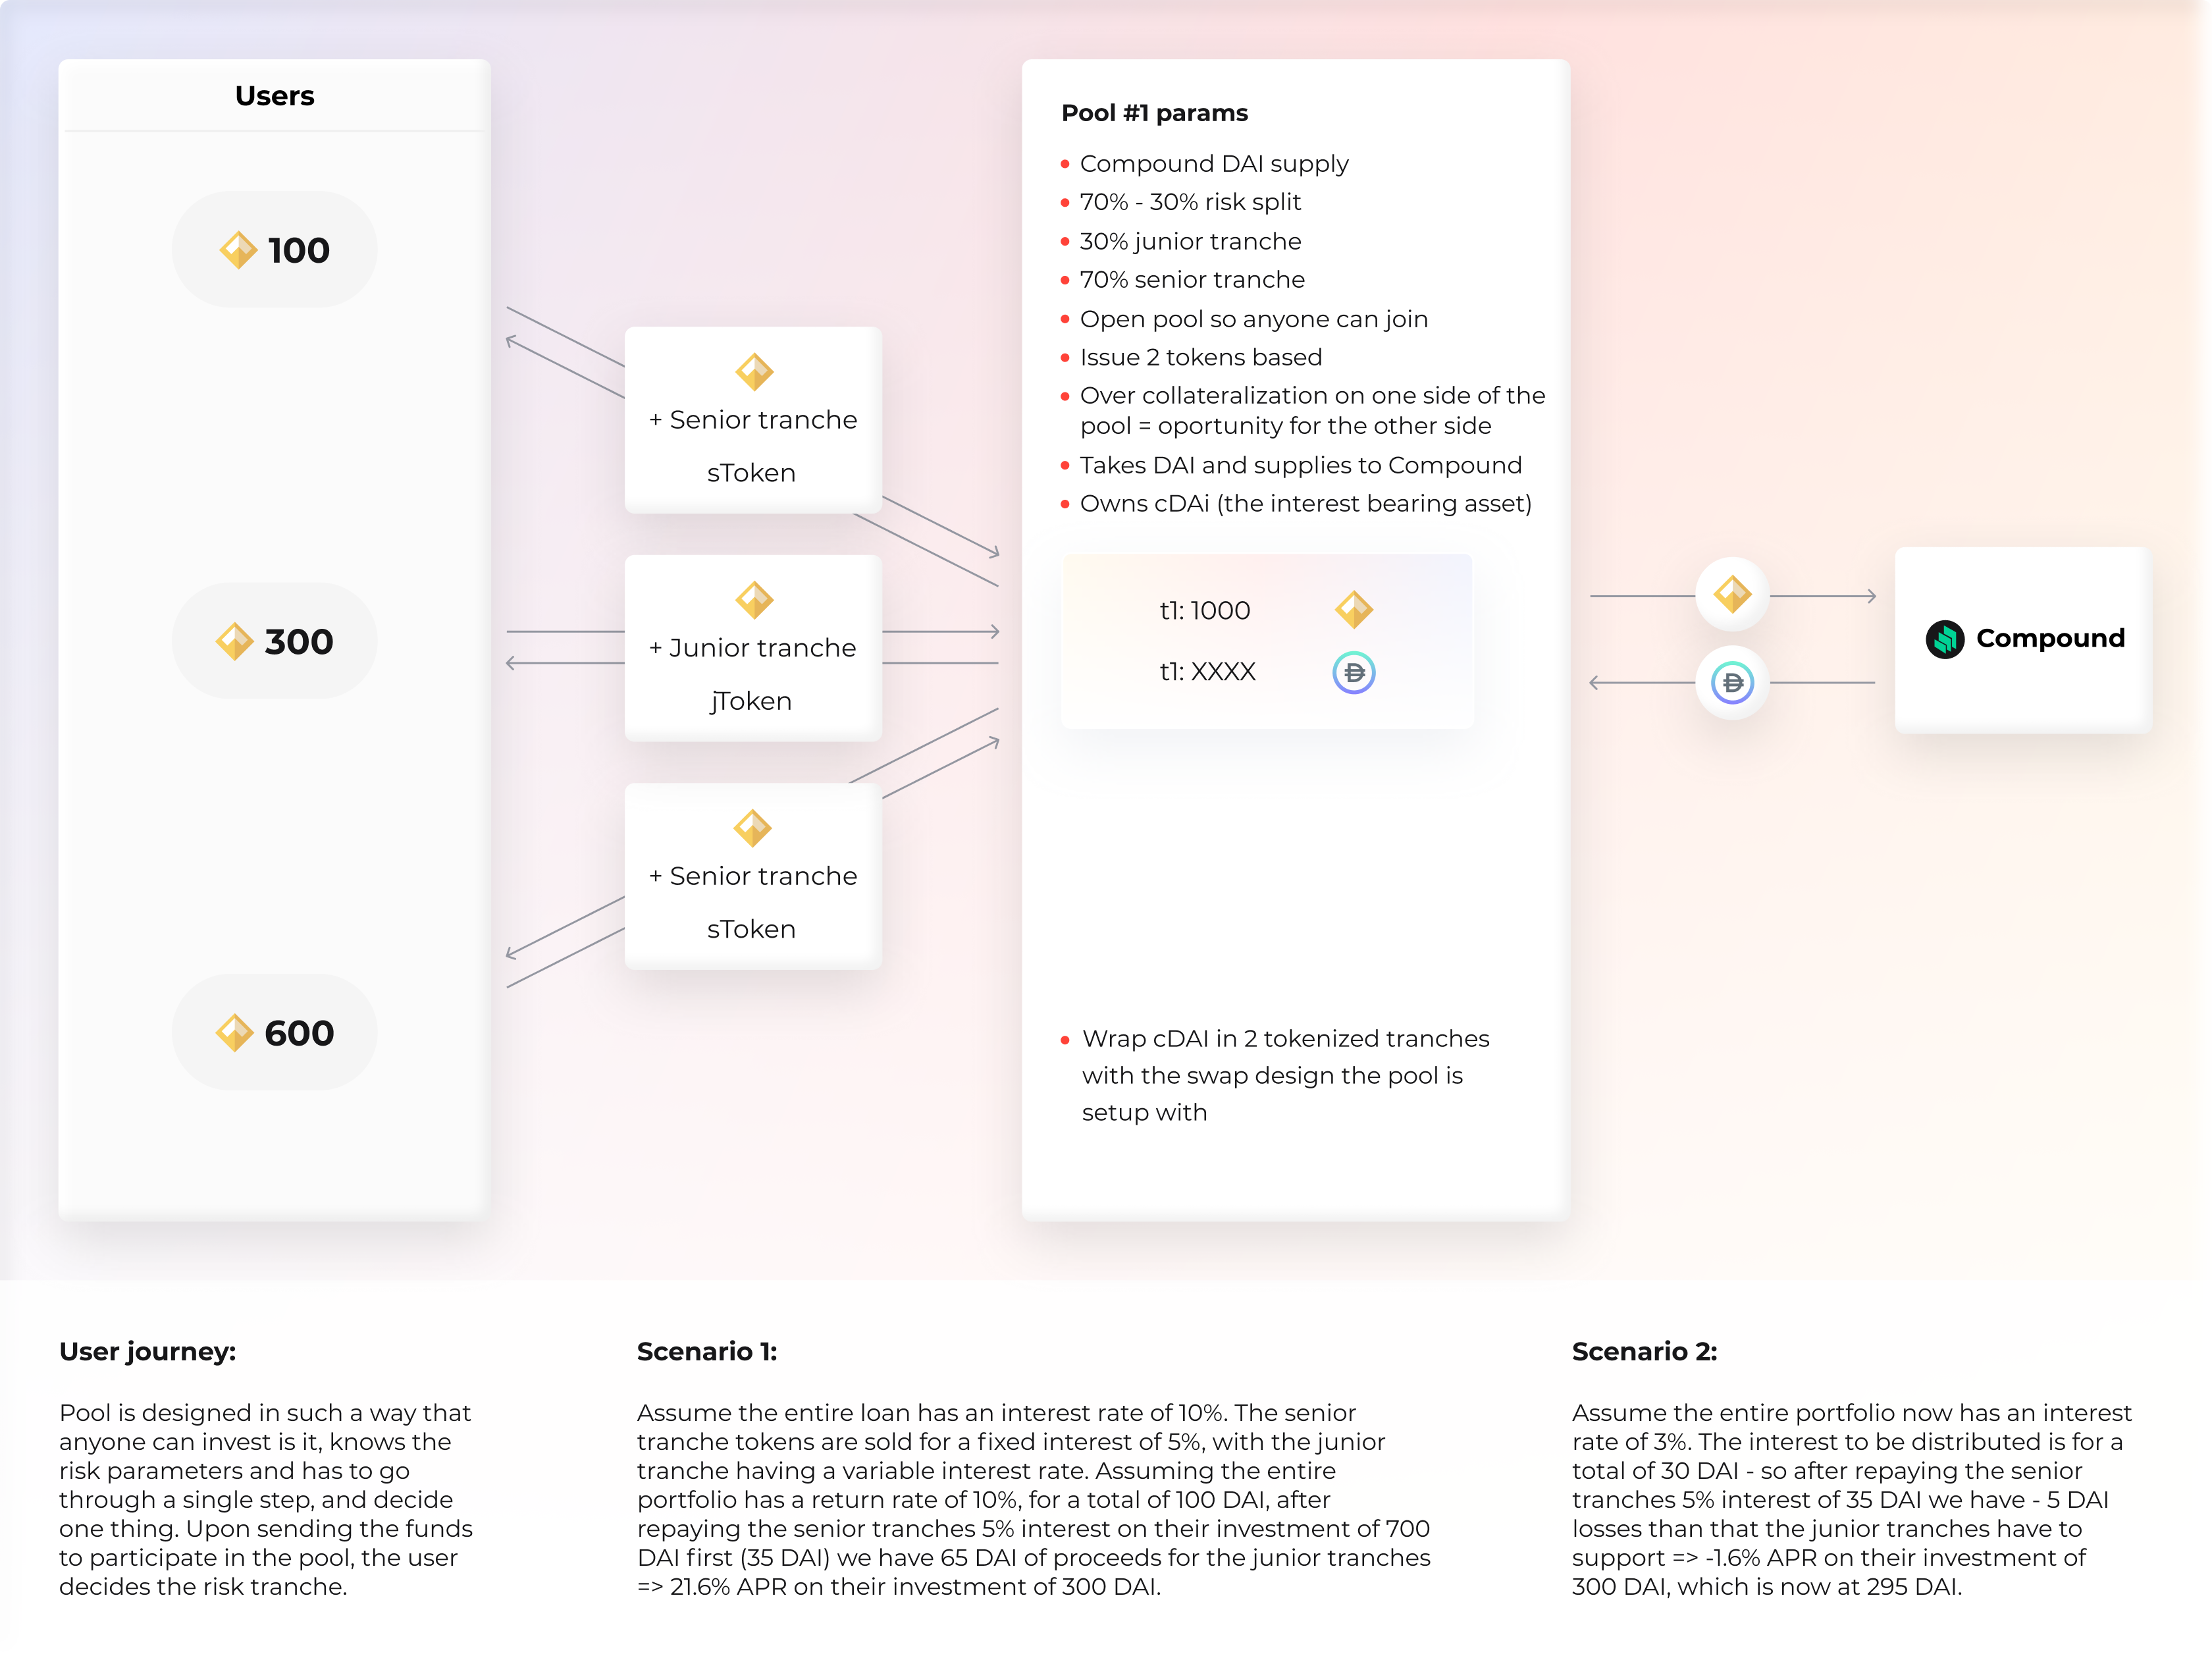 Users
100
300
600
+ Senior tranche
sToken
+ Junior tranche
jToken
+ Senior tranche
sToken
Pool #1 params
Compound DAI supply
70% - 30% risk split
30% junior tranche
70% senior tranche
Open pool so anyone can join
Issue 2 tokens based
Over collateralization on one side of the
pool = oportunity for the other side
Takes DAI and supplies to Compound
Owns cDAi (the interest bearing asset)
t1: 1000
t1: XXXX
Wrap cDAI in 2 tokenized tranches
with the swap design the pool is
setup with
Compound
User journey:
Pool is designed in such a way that
anyone can invest is it, knows the
risk parameters and has to go
through a single step, and decide
one thing. Upon sending the funds
to participate in the pool, the user
decides the risk tranche.
Scenario 1:
Assume the entire loan has an interest rate of 10%. The senior
tranche tokens are sold for a fixed interest of 5%, with the junior
tranche having a variable interest rate. Assuming the entire
portfolio has a return rate of 10%, for a total of 100 DAI, after
repaying the senior tranches 5% interest on their investment of 700
DAI first (35 DAI) we have 65 DAI of proceeds for the junior tranches
=> 21.6% APR on their investment of 300 DAI.
Scenario 2:
Assume the entire portfolio now has an interest
rate of 3%. The interest to be distributed is for a
total of 30 DAI - so after repaying the senior
tranches 5% interest of 35 DAI we have - 5 DAI
losses than that the junior tranches have to
support => -1.6% APR on their investment of
300 DAI, which is now at 295 DAI.